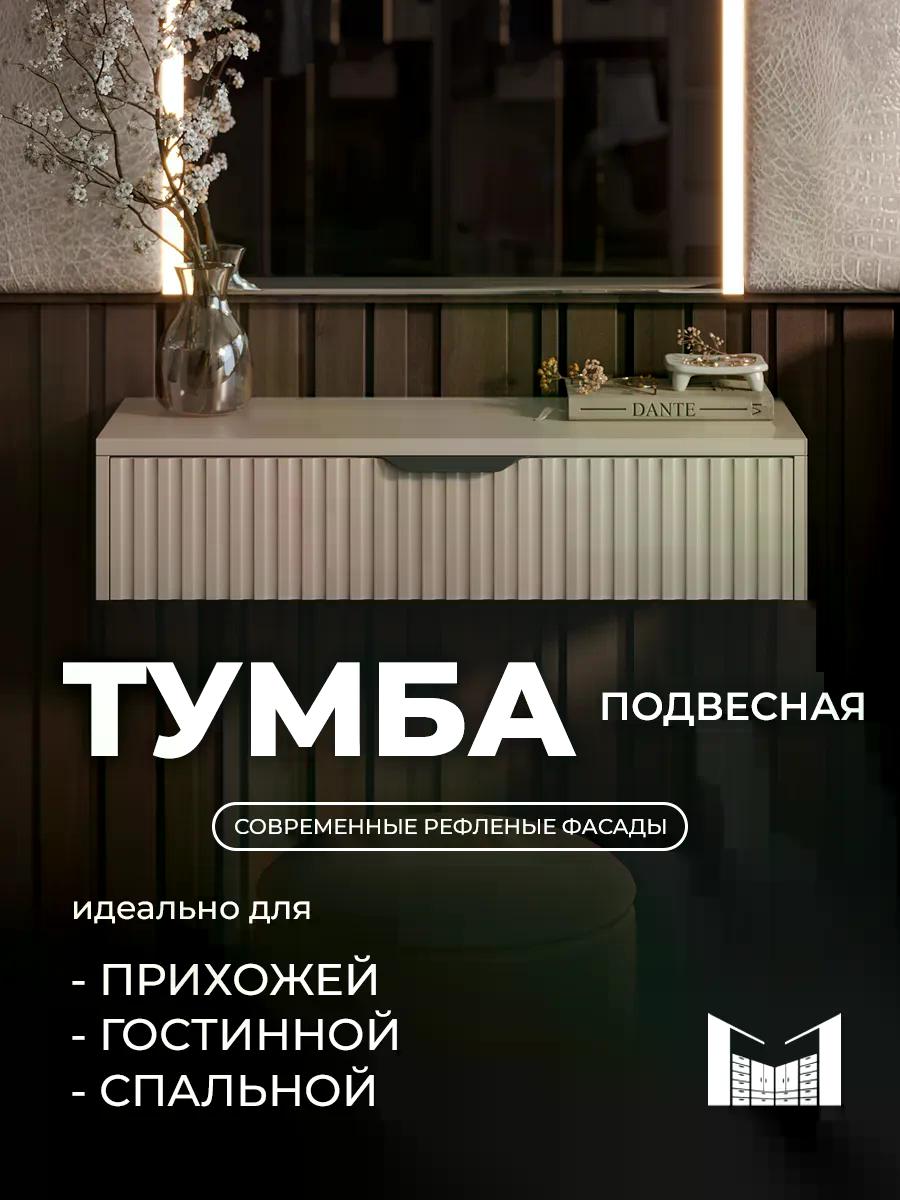 DANTE
ТУМБА
ПОДВЕСНАЯ
СОВРЕМЕННЫЕ РЕФЛЕНЫЕ ФАСАДЫ
идеально для
- ПРИХОЖЕЙ
- ГОСТИННОЙ
- СПАЛЬНОЙ